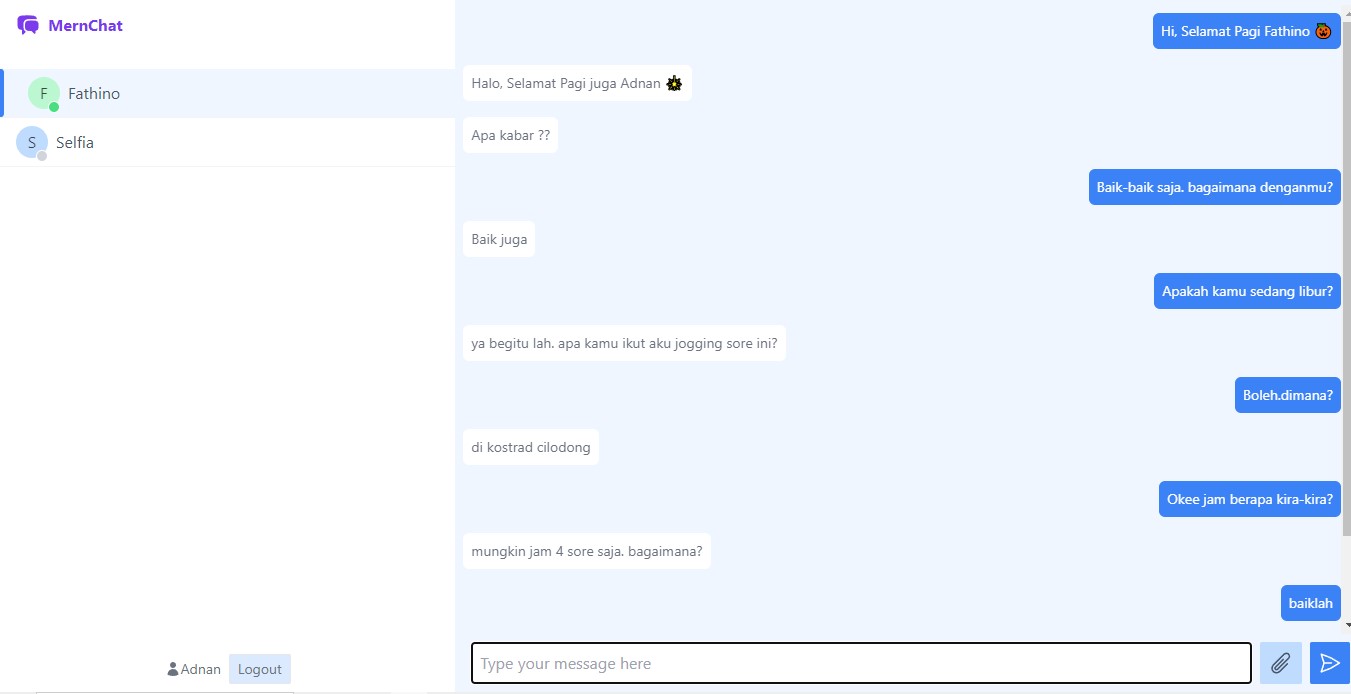 MernChat
F Fathino
S Selfia
Adnan Logout
Hi, Selamat Pagi Fathino 🎃
Halo, Selamat Pagi juga Adnan
Apa kabar ??
Baik-baik saja. bagaimana denganmu?
Baik juga
Apakah kamu sedang libur?
ya begitu lah. apa kamu ikut aku jogging sore ini?
Boleh.dimana?
di kostrad cilodong
Okee jam berapa kira-kira?
mungkin jam 4 sore saja. bagaimana?
baiklah
Type your message here